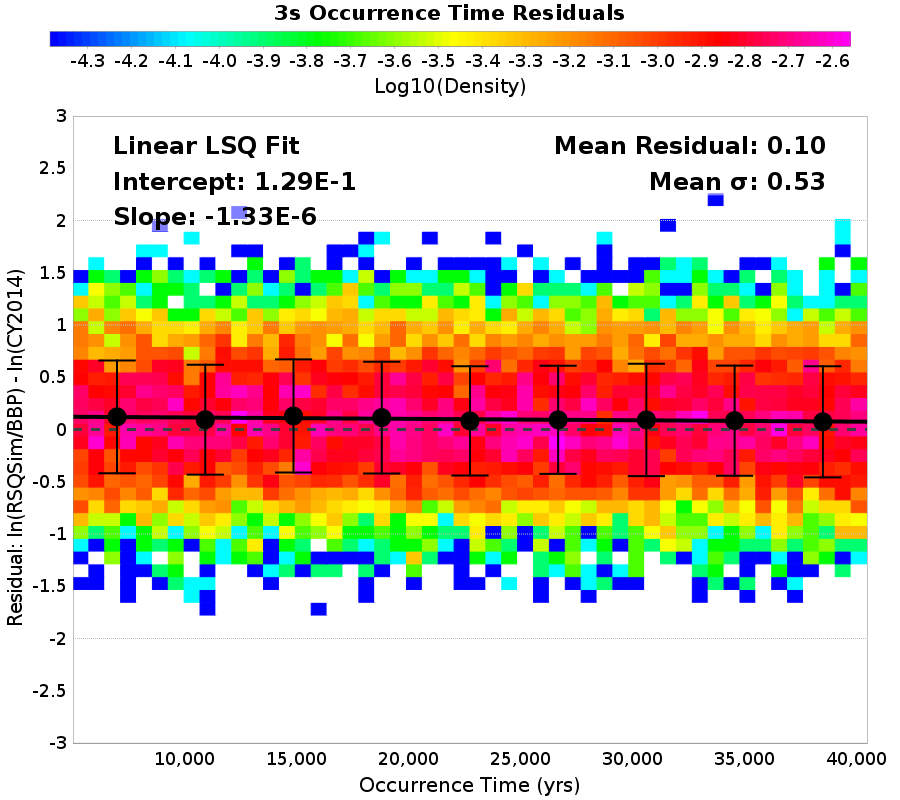 3s Occurrence Time Residuals
-4.3 -4.2 -4.1 -4.0 -3.9 -3.8 -3.7 -3.6 -3.5 -3.4 -3.3 -3.2 -3.1 -3.0 -2.9 -2.8 -2.7 -2.6
Log10(Density)
Linear LSQ Fit
Intercept: 1.29E-1
Slope: -1.33E-6
Mean Residual: 0.10
Mean σ: 0.53
Residual: ln(RSQSim/BBP) - ln(CY2014)
3
2.5
2
1.5
1
0.5
0
-0.5
-1
-1.5
-2
-2.5
-3
10,000 15,000 20,000 25,000 30,000 35,000 40,000
Occurrence Time (yrs)